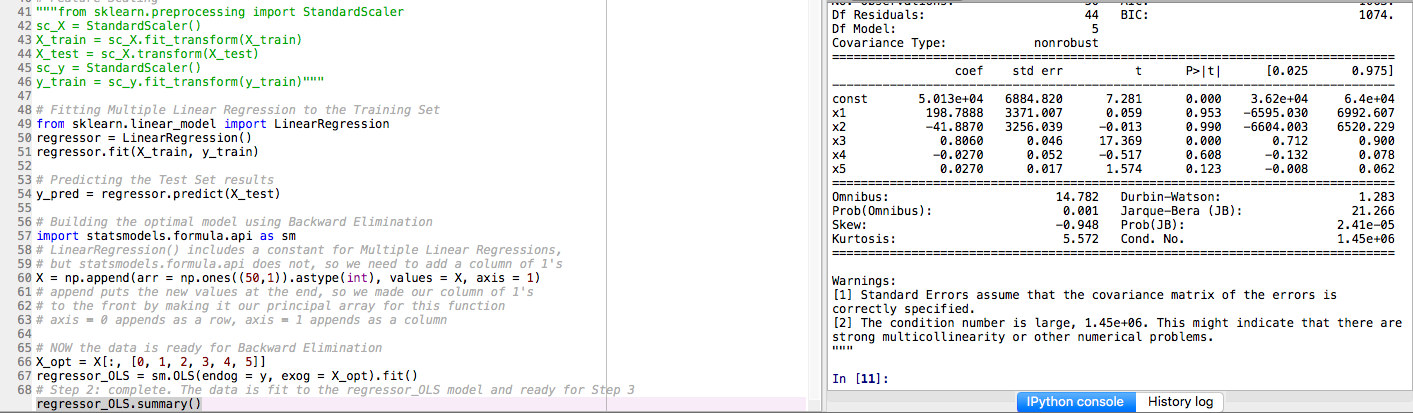 41 """from sklearn.preprocessing import StandardScaler
42 sc_X = StandardScaler()
43 X_train = sc_X.fit_transform(X_train)
44 X_test = sc_X.transform(X_test)
45 sc_y = StandardScaler()
46 y_train = sc_y.fit_transform(y_train)"""
47
48 # Fitting Multiple Linear Regression to the Training Set
49 from sklearn.linear_model import LinearRegression
50 regressor = LinearRegression()
51 regressor.fit(X_train, y_train)
52
53 # Predicting the Test Set results
54 y_pred = regressor.predict(X_test)
55
56 # Building the optimal model using Backward Elimination
57 import statsmodels.formula.api as sm
58 # LinearRegression() includes a constant for Multiple Linear Regressions,
59 # but statsmodels.formula.api does not, so we need to add a column of 1's
60 X = np.append(arr = np.ones((50,1)).astype(int), values = X, axis = 1)
61 # append puts the new values at the end, so we made our column of 1's
62 # to the front by making it our principal array for this function
63 # axis = 0 appends as a row, axis = 1 appends as a column
64
65 # NOW the data is ready for Backward Elimination
66 X_opt = X[:, [0, 1, 2, 3, 4, 5]]
67 regressor_OLS = sm.OLS(endog = y, exog = X_opt).fit()
68 # Step 2: complete. The data is fit to the regressor_OLS model and ready for Step 3
regressor_OLS.summary()
Df Residuals: 44 BIC: 1074.
Df Model: 5
Covariance Type: nonrobust
==============================================================================
coef std err t P>|t| [0.025 0.975]
------------------------------------------------------------------------------
const 5.013e+04 6884.820 7.281 0.000 3.62e+04 6.4e+04
x1 198.7888 3371.007 0.059 0.953 -6595.030 6992.607
x2 -41.8870 3256.039 -0.013 0.990 -6604.003 6520.229
x3 0.8060 0.046 17.369 0.000 0.712 0.900
x4 -0.0270 0.052 -0.517 0.608 -0.132 0.078
x5 0.0270 0.017 1.574 0.123 -0.008 0.062
==============================================================================
Omnibus: 14.782 Durbin-Watson: 1.283
Prob(Omnibus): 0.001 Jarque-Bera (JB): 21.266
Skew: -0.948 Prob(JB): 2.41e-05
Kurtosis: 5.572 Cond. No. 1.45e+06
==============================================================================
Warnings:
[1] Standard Errors assume that the covariance matrix of the errors is
correctly specified.
[2] The condition number is large, 1.45e+06. This might indicate that there are
strong multicollinearity or other numerical problems.
"""
In [11]:
IPython console History log